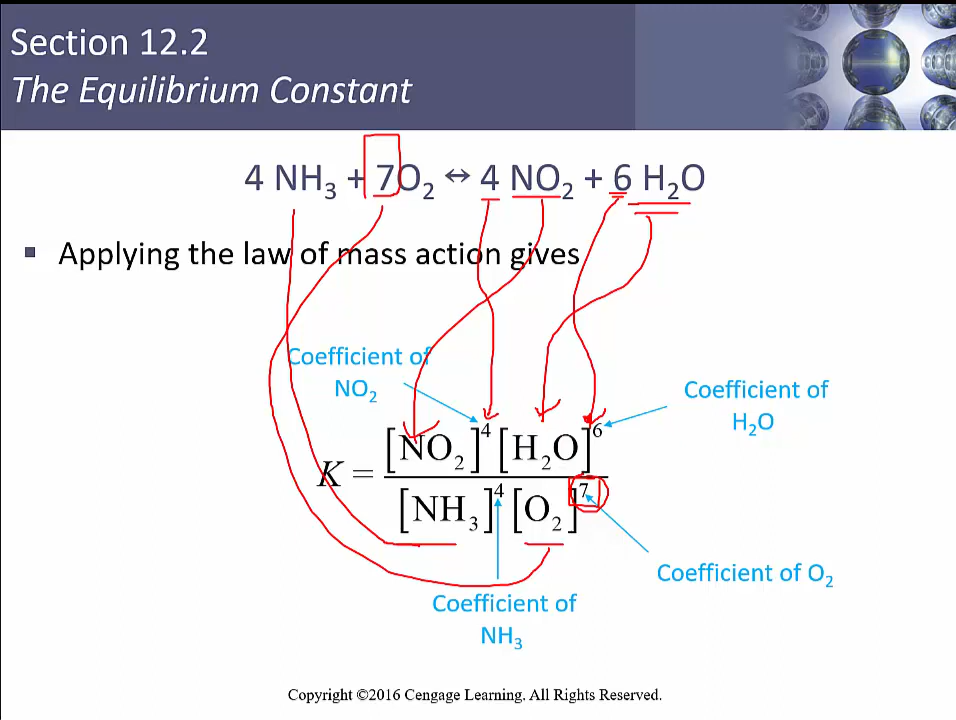 Section 12.2
The Equilibrium Constant
4 NH₃ + 7O₂ ↔ 4 NO₂ + 6 H₂O
▪ Applying the law of mass action gives
Coefficient of
NO₂
Coefficient of
H₂O
K = [NO₂]⁴ [H₂O]⁶
[NH₃]⁴ [O₂]⁷
Coefficient of O₂
Coefficient of
NH₃
Copyright ©2016 Cengage Learning. All Rights Reserved.